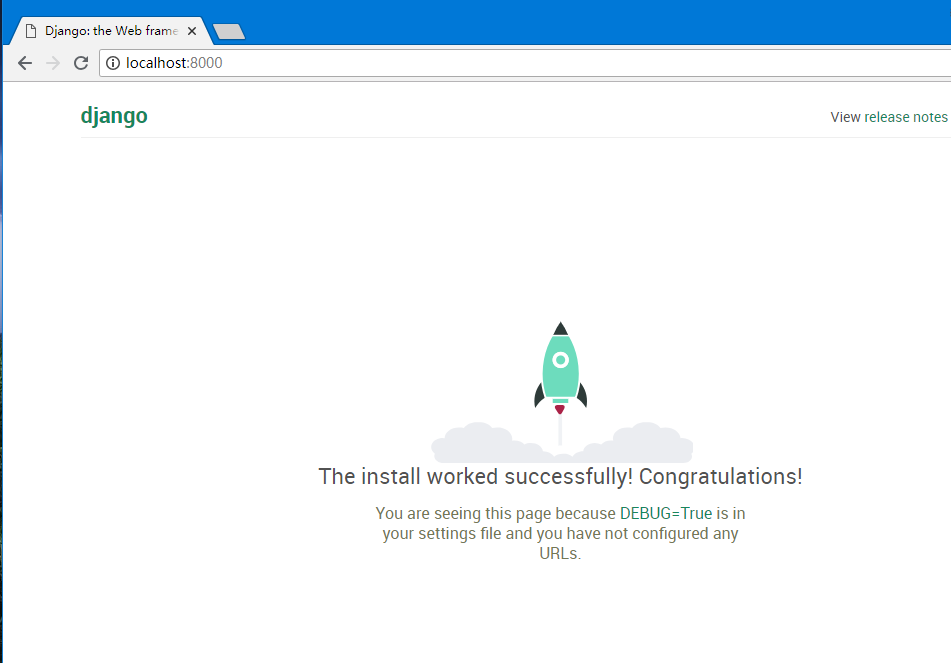 Django: the Web frame
localhost:8000
django
View release notes
The install worked successfully! Congratulations!
You are seeing this page because DEBUG=True is in
your settings file and you have not configured any
URLs.